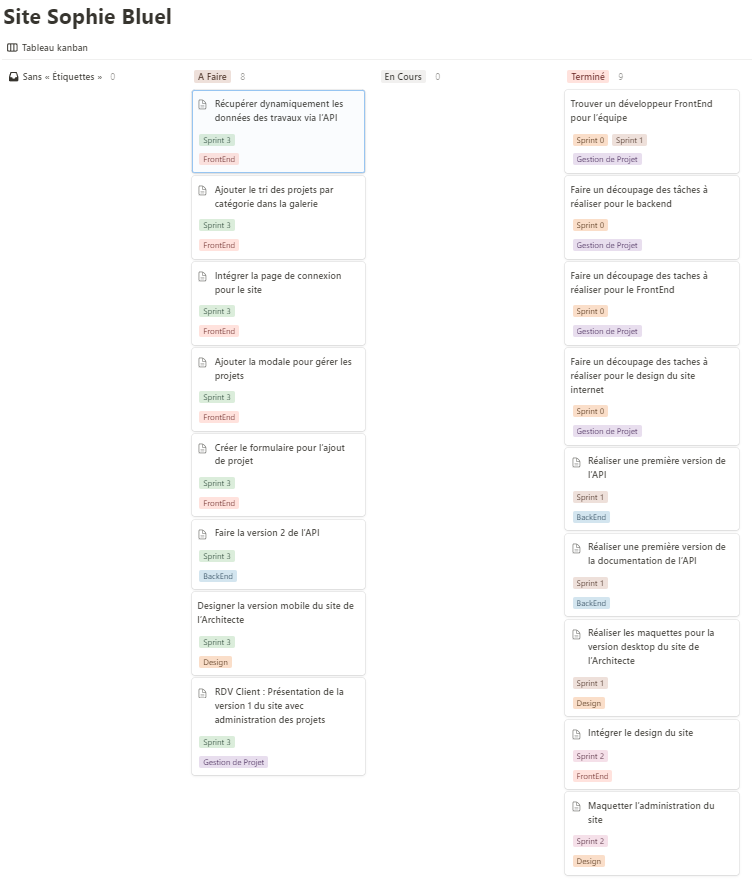 Site Sophie Bluel
Tableau kanban
Sans « Étiquettes » 0
A Faire 8
Récupérer dynamiquement les
données des travaux via l'API
Sprint 3
FrontEnd
Ajouter le tri des projets par
catégorie dans la galerie
Sprint 3
FrontEnd
Intégrer la page de connexion
pour le site
Sprint 3
FrontEnd
Ajouter la modale pour gérer les
projets
Sprint 3
FrontEnd
Créer le formulaire pour l'ajout
de projet
Sprint 3
FrontEnd
Faire la version 2 de l'API
Sprint 3
BackEnd
Designer la version mobile du site de
l'Architecte
Sprint 3
Design
RDV Client : Présentation de la
version 1 du site avec
administration des projets
Sprint 3
Gestion de Projet
En Cours 0
Terminé 9
Trouver un développeur FrontEnd
pour l'équipe
Sprint 0 Sprint 1
Gestion de Projet
Faire un découpage des tâches à
réaliser pour le backend
Sprint 0
Gestion de Projet
Faire un découpage des taches à
réaliser pour le FrontEnd
Sprint 0
Gestion de Projet
Faire un découpage des taches à
réaliser pour le design du site
internet
Sprint 0
Gestion de Projet
Réaliser une première version de
l'API
Sprint 1
BackEnd
Réaliser une première version de
la documentation de l'API
Sprint 1
BackEnd
Réaliser les maquettes pour la
version desktop du site de
l'Architecte
Sprint 1
Design
Intégrer le design du site
Sprint 2
FrontEnd
Maquetter l'administration du
site
Sprint 2
Design